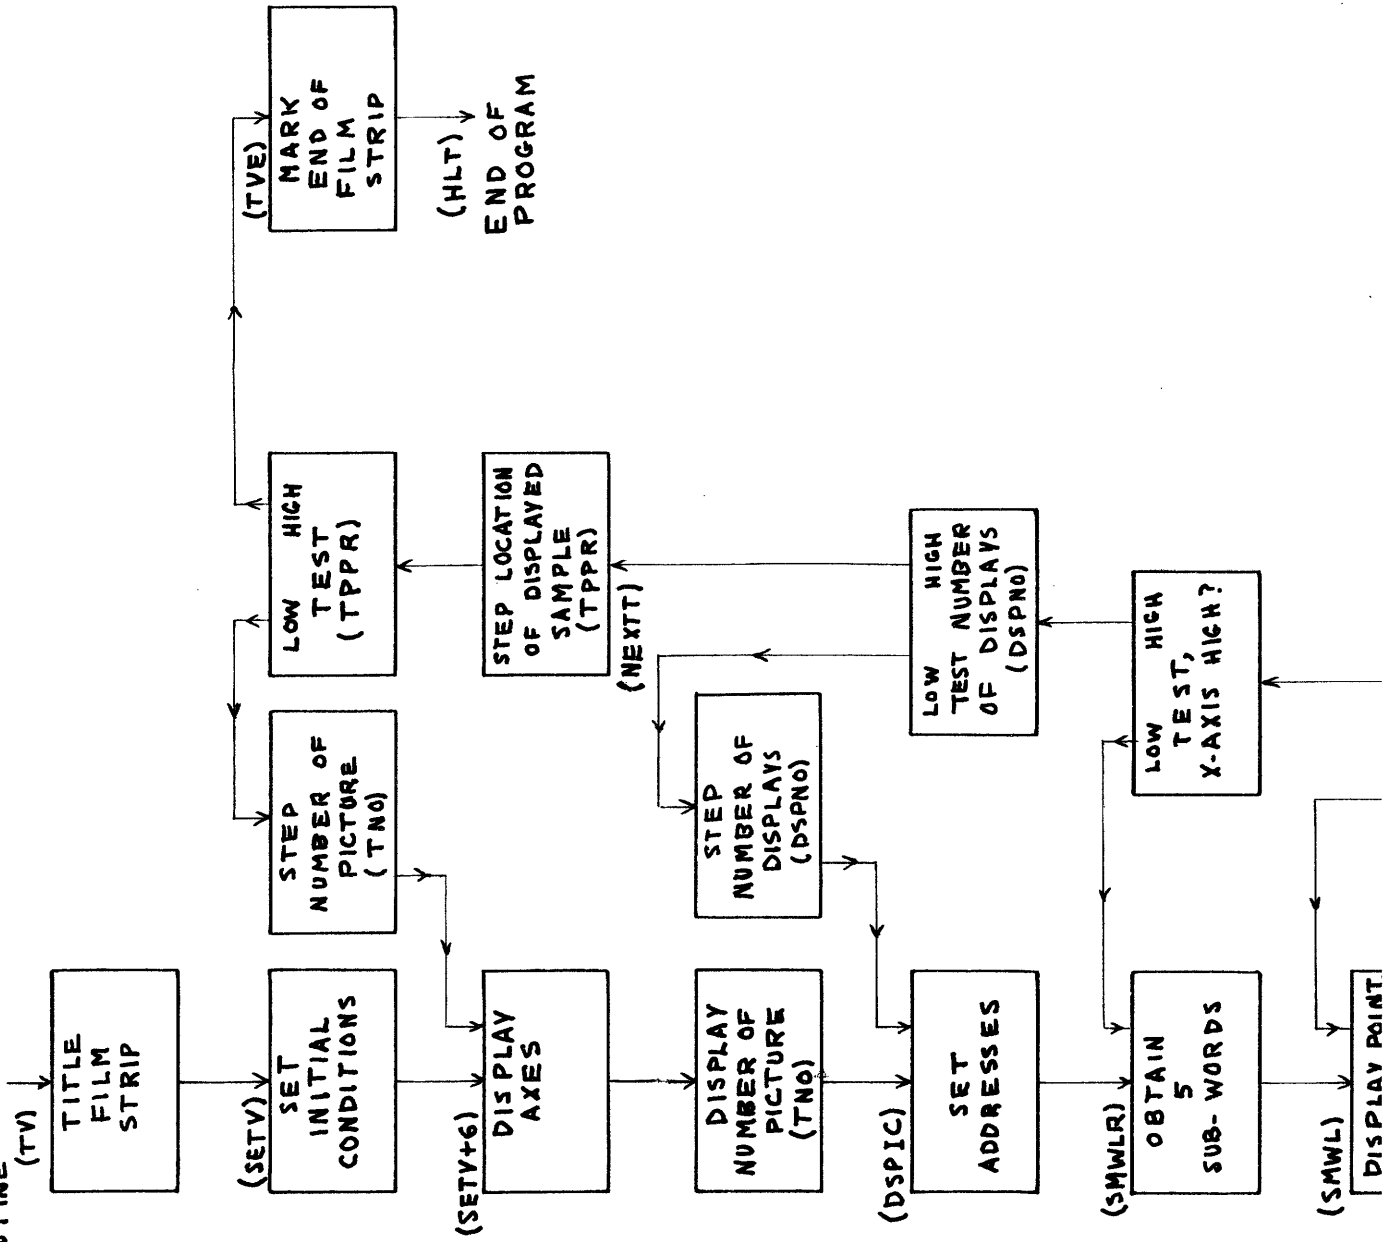 (TV)
TITLE
FILM
STRIP
(SETV)
SET
INITIAL
CONDITIONS
(SETV+6)
DISPLAY
AXES
DISPLAY
NUMBER OF
PICTURE
(TNO)
(DSPIC)
SET
ADDRESSES
(SMWLR)
OBTAIN
5
SUB-WORDS
(SMWL)
DISPLAY POINT
STEP
NUMBER OF
PICTURE
(TNO)
STEP
NUMBER OF
DISPLAYS
(DSPNO)
LOW HIGH
TEST
(TPPR)
STEP LOCATION
OF DISPLAYED
SAMPLE
(TPPR)
(NEXTT)
LOW HIGH
TEST NUMBER
OF DISPLAYS
(DSPNO)
LOW HIGH
TEST,
X-AXIS HIGH?
(TVE)
MARK
END OF
FILM
STRIP
(HLT)
END OF
PROGRAM